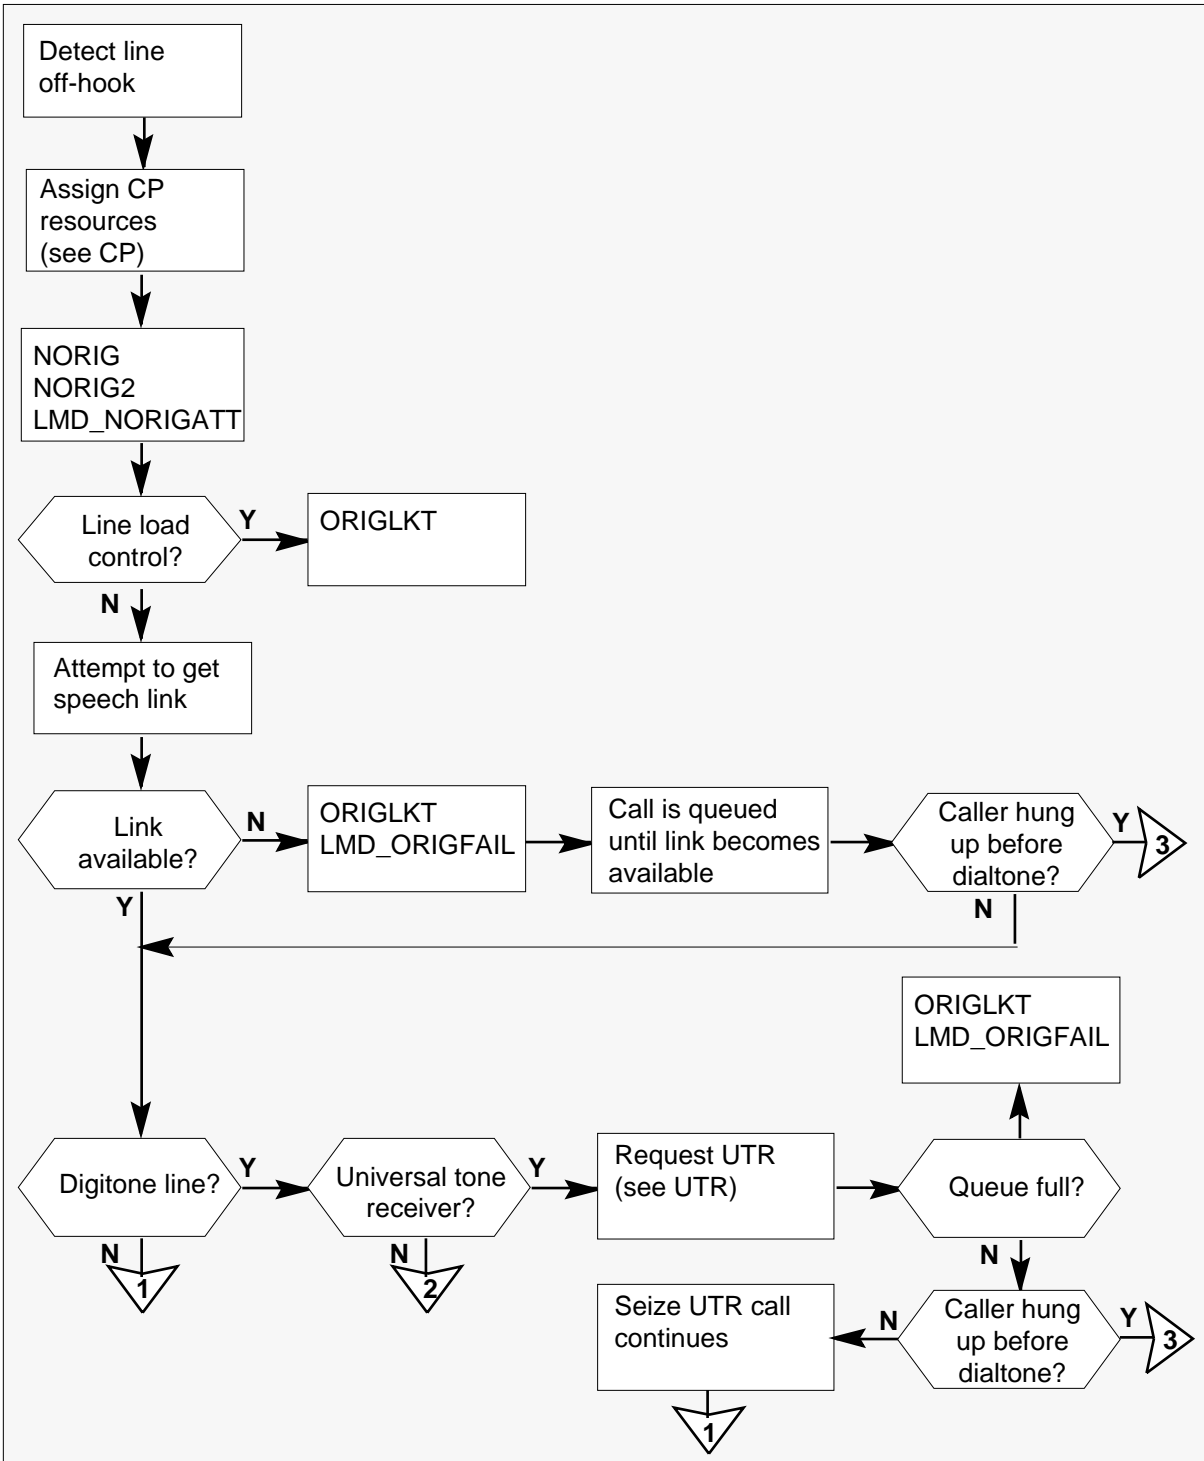 Detect line
off-hook
Assign CP
resources
(see CP)
NORIG
NORIG2
LMD_NORIGATT
Line load
control?
Y
ORIGLKT
N
Attempt to get
speech link
Link
available?
N
ORIGLKT
LMD_ORIGFAIL
Call is queued
until link becomes
available
Caller hung
up before
dialtone?
Y
3
Y
N
ORIGLKT
LMD_ORIGFAIL
Digitone line?
Y
Universal tone
receiver?
Y
Request UTR
(see UTR)
Queue full?
N
1
N
2
N
Seize UTR call
continues
N
Caller hung
up before
dialtone?
Y
3
1